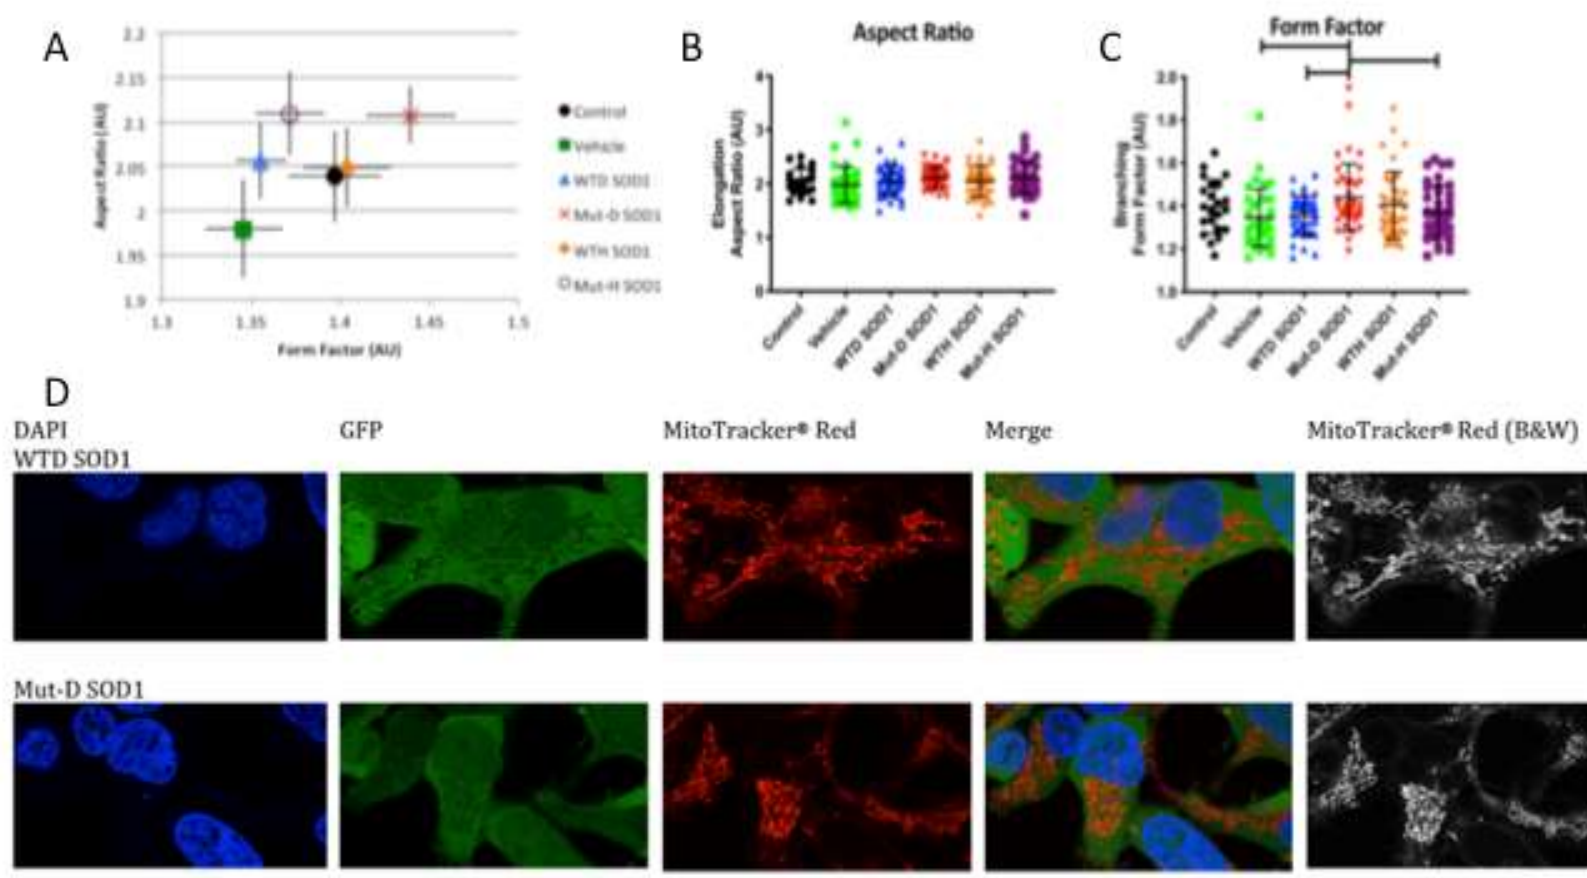 A
2.2
2.15
2.1
2.05
2
1.95
1.9
1.3
1.35
1.4
1.45
1.5
Aspect Ratio (AU)
Form Factor (AU)
Control
Vehicle
WTD SOD1
Mut-D SOD1
WTH SOD1
Mut-H SOD1
B
Aspect Ratio
4
3
2
1
0
Elongation
Aspect Ratio (AU)
Control
Vehicle
WTD SOD1
Mut-D SOD1
WTH SOD1
Mut-H SOD1
C
Form Factor
2.0
1.8
1.6
1.4
1.2
1.0
Branching
Form Factor (AU)
Control
Vehicle
WTD SOD1
Mut-D SOD1
WTH SOD1
Mut-H SOD1
D
DAPI GFP MitoTracker® Red Merge MitoTracker® Red (B&W)
WTD SOD1
Mut-D SOD1